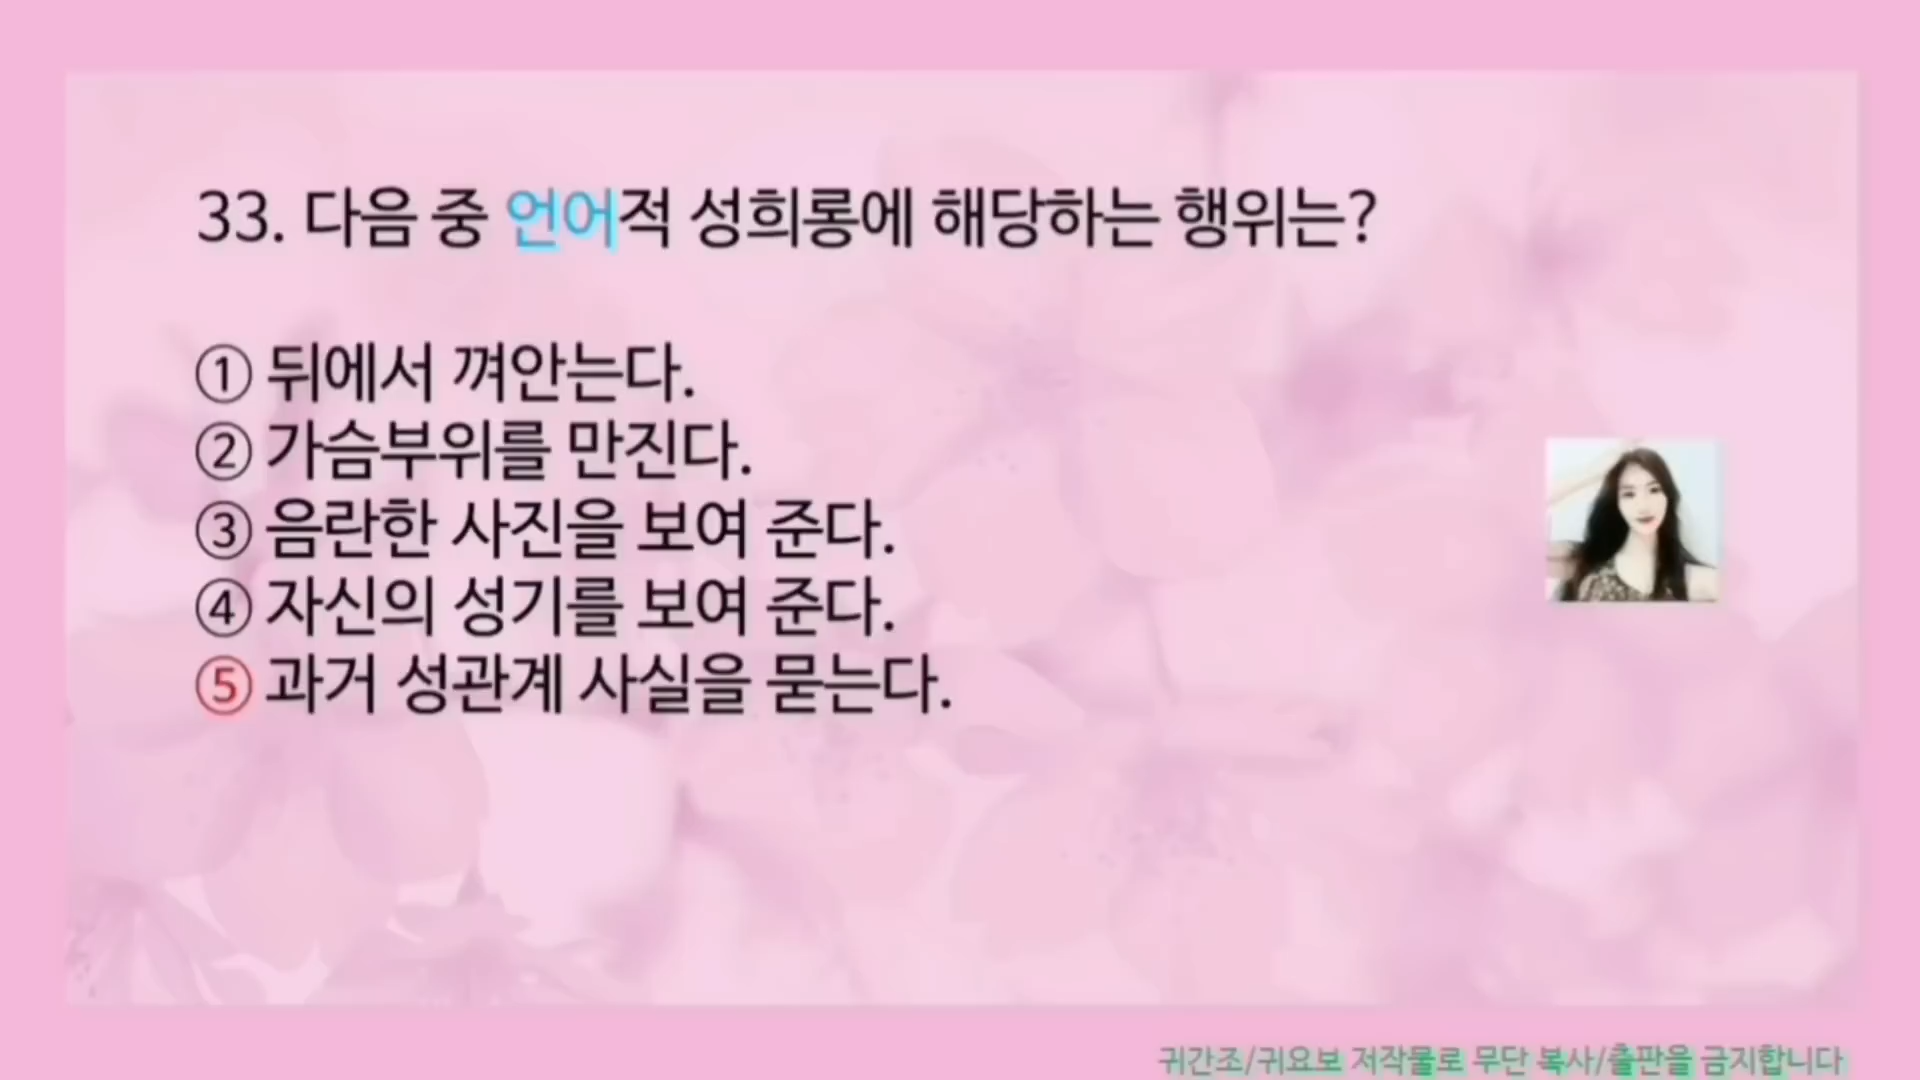 33. 다음 중 언어적 성희롱에 해당하는 행위는?
① 뒤에서 껴안는다.
② 가슴부위를 만진다.
③ 음란한 사진을 보여 준다.
④ 자신의 성기를 보여 준다.
⑤ 과거 성관계 사실을 묻는다.
귀간조/귀요보 저작물로 무단 복사/출판을 금지합니다